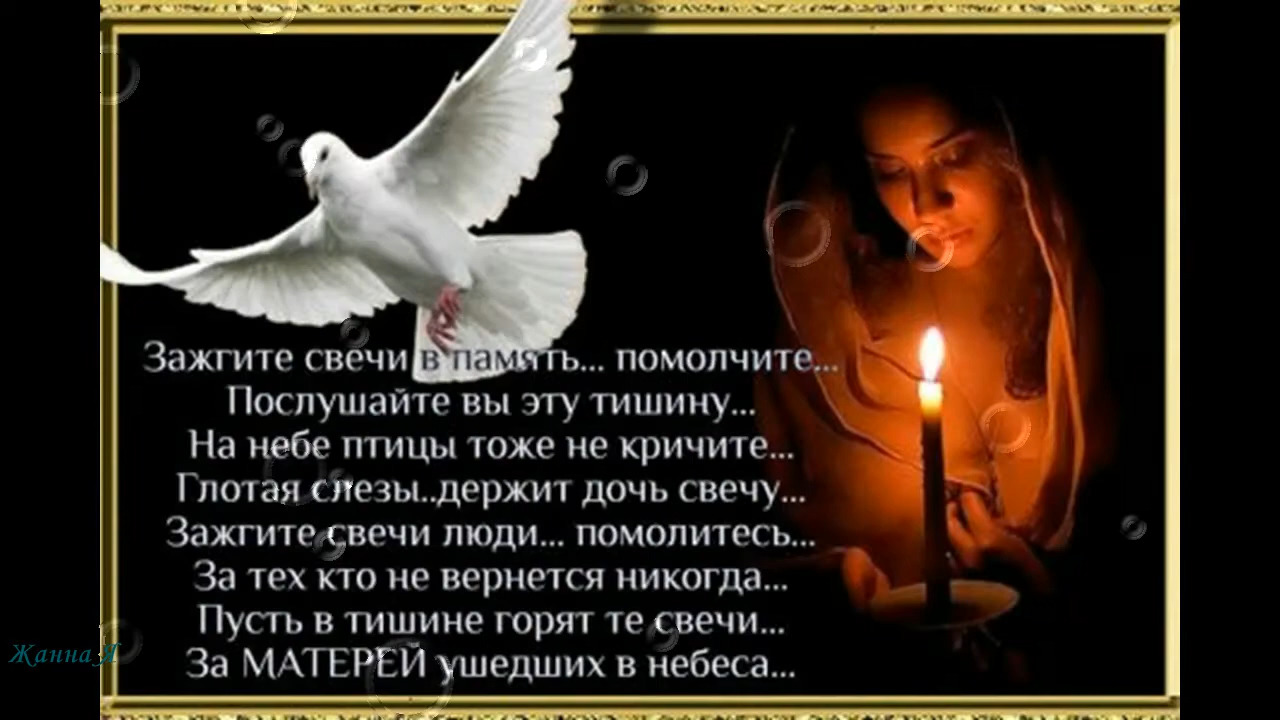 Зажгите свечи в память... помолчите...
Послушайте вы эту тишину...
На небе птицы тоже не кричите...
Глотая слезы..держит дочь свечу...
Зажгите свечи люди... помолитесь...
За тех кто не вернется никогда...
Пусть в тишине горят те свечи...
За МАТЕРЕЙ ушедших в небеса...
Жанна Я